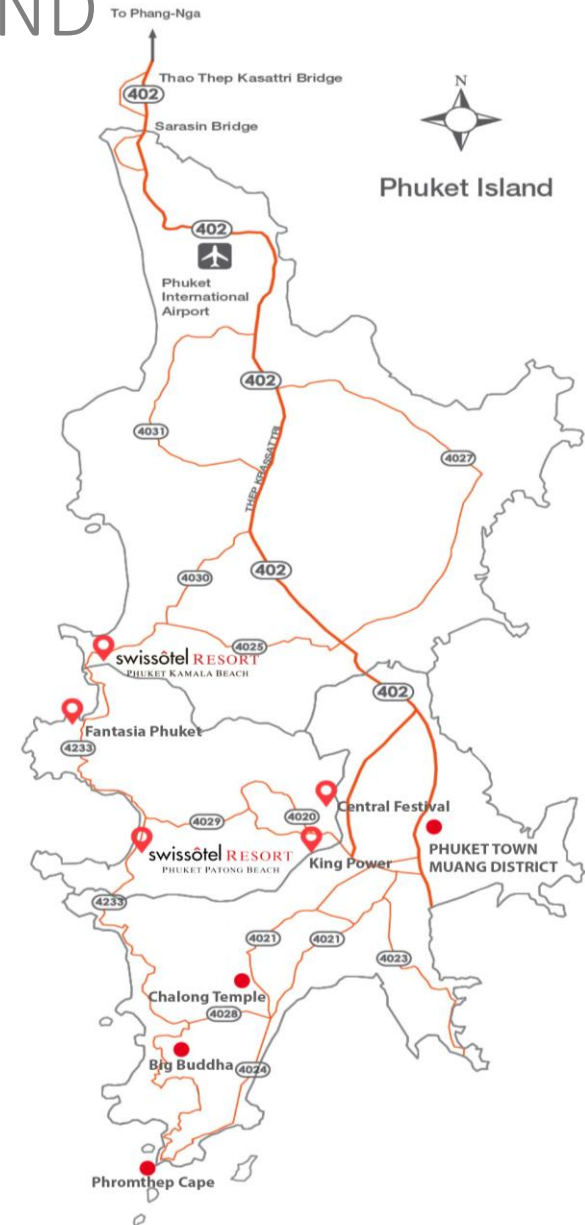 ND
To Phang-Nga
Thao Thep Kasattri Bridge
402
Sarasin Bridge
N
Phuket Island
402
Phuket
International
Airport
402
4031
THEP KRASSATTRI
4027
402
4030
4025
swissôtel RESORT
PHUKET KAMALA BEACH
402
Fantasia Phuket
4233
Central Festival
4029
4020
PHUKET TOWN
MUANG DISTRICT
swissôtel RESORT
PHUKET PATONG BEACH
King Power
4233
4021
4021
4023
Chalong Temple
4028
Big Buddha
4024
Phromthep Cape